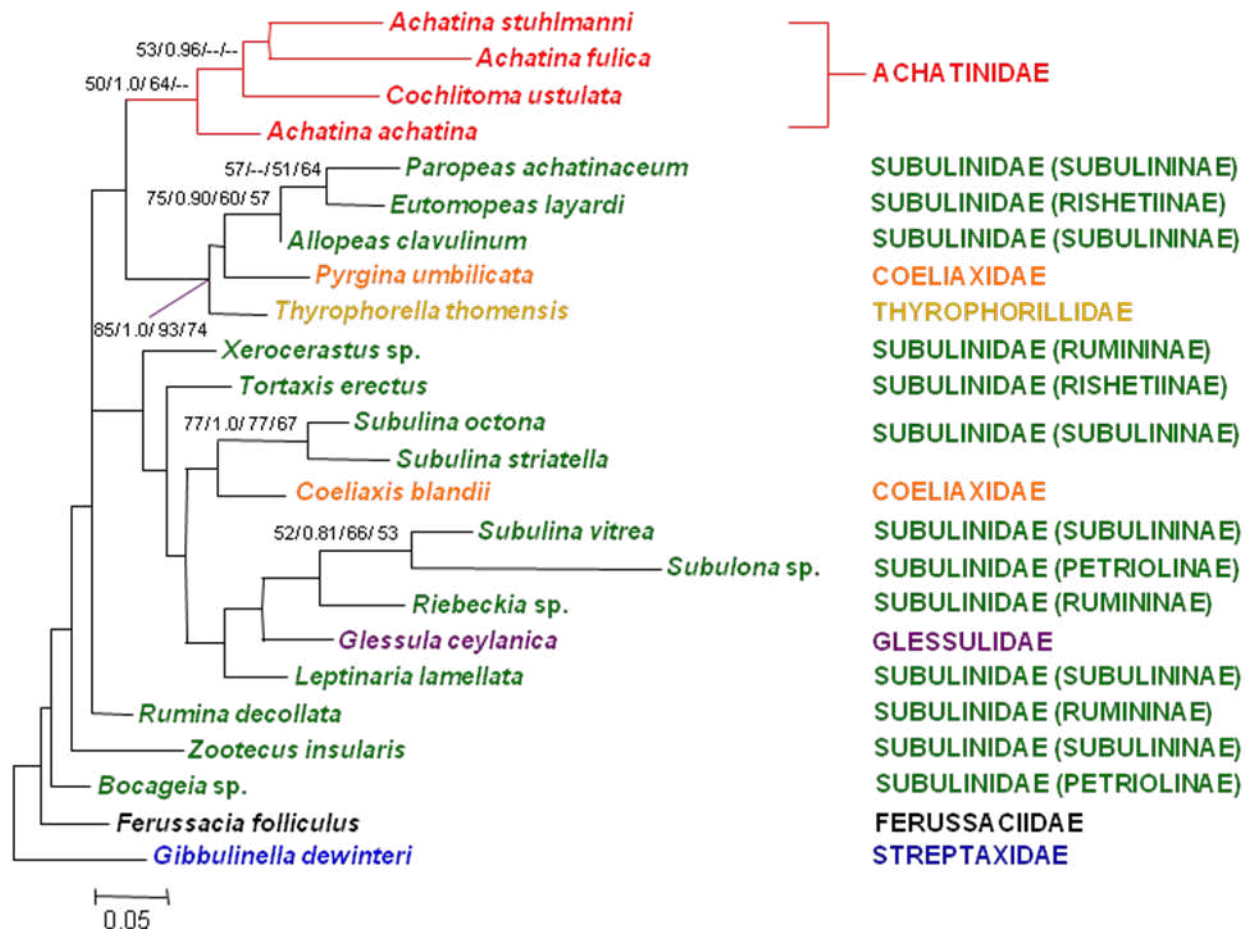 Achatina stuhlmanni
53/0.96/--/--
Achatina fulica
ACHATINIDAE
50/1.0/64/--
Cochlitoma ustulata
Achatina achatina
57/--/51/64
Paropeas achatinaceum SUBULINIDAE (SUBULININAE)
75/0.90/60/57
Eutomopeas layardi SUBULINIDAE (RISHETIINAE)
Allopeas clavulinum SUBULINIDAE (SUBULININAE)
Pyrgina umbilicata COELIAXIDAE
Thyrophorella thomensis THYROPHORILLIDAE
85/1.0/93/74
Xerocerastus sp. SUBULINIDAE (RUMININAE)
Tortaxis erectus SUBULINIDAE (RISHETIINAE)
77/1.0/77/67
Subulina octona
SUBULINIDAE (SUBULININAE)
Subulina striatella
Coeliaxis blandii COELIAXIDAE
52/0.81/66/53
Subulina vitrea SUBULINIDAE (SUBULININAE)
Subulona sp. SUBULINIDAE (PETRIOLINAE)
Riebeckia sp. SUBULINIDAE (RUMININAE)
Glessula ceylanica GLESSULIDAE
Leptinaria lamellata SUBULINIDAE (SUBULININAE)
Rumina decollata SUBULINIDAE (RUMININAE)
Zootecus insularis SUBULINIDAE (SUBULININAE)
Bocageia sp. SUBULINIDAE (PETRIOLINAE)
Ferussacia folliculus FERUSSACIIDAE
Gibbulinella dewinteri STREPTAXIDAE
0.05